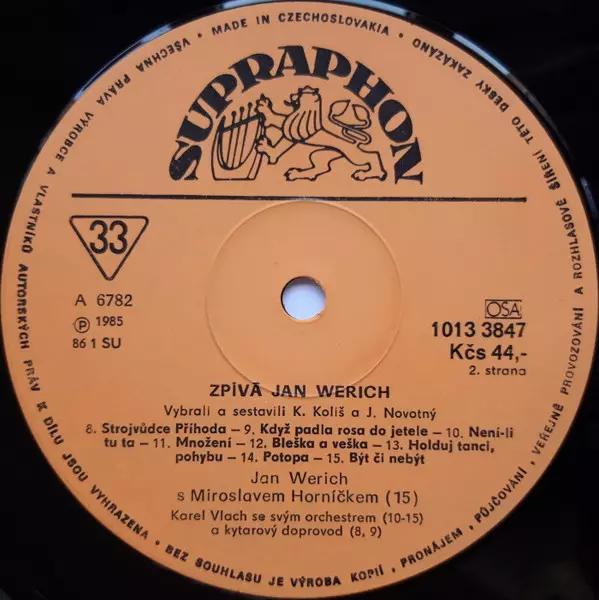 VŠECHNA PRÁVA VÝROBCE A VLASTNÍKŮ AUTORSKÝCH PRÁV K DÍLU JSOU VYHRAZENA • BEZ SOUHLASU JE VÝROBA KOPIÍ, PRONÁJEM, PŮJČOVÁNÍ, VEŘEJNĚ PROVOZOVÁNÍ A ROZHLASOVÉ ŠÍŘENÍ TÉTO DESKY ZAKÁZÁNO • MADE IN CZECHOSLOVAKIA •
SUPRAPHON
33
A 6782
Ⓟ 1985
86 1 SU
OSA
1013 3847
Kčs 44,-
2. strana
ZPÍVÁ JAN WERICH
Vybrali a sestavili K. Koliš a J. Novotný
8. Strojvůdce Příhoda — 9. Když padla rosa do jetele — 10. Není-li
tu ta — 11. Množení — 12. Bleška a veška — 13. Holduj tanci,
pohybu — 14. Potopa — 15. Být či nebýt
Jan Werich
s Miroslavem Horníčkem (15)
Karel Vlach se svým orchestrem (10-15)
a kytarový doprovod (8, 9)